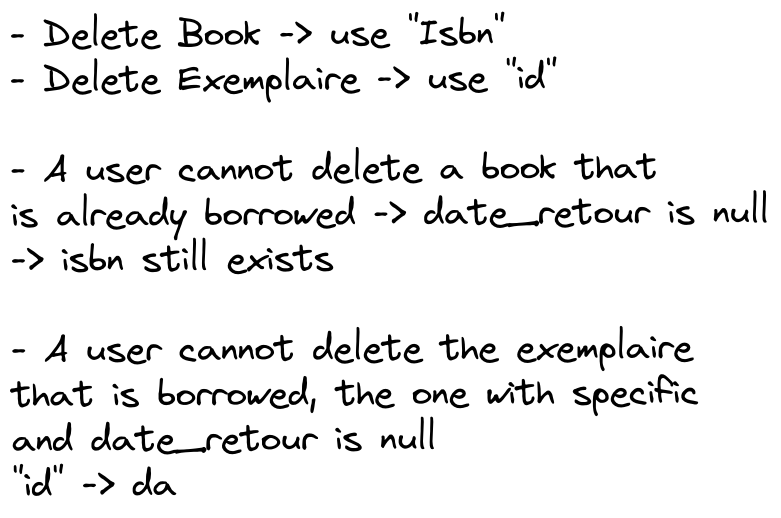 - Delete Book -> use "Isbn"
- Delete Exemplaire -> use "id"
- A user cannot delete a book that
is already borrowed -> date_retour is null
-> isbn still exists
- A user cannot delete the exemplaire
that is borrowed, the one with specific
and date_retour is null
"id" -> da